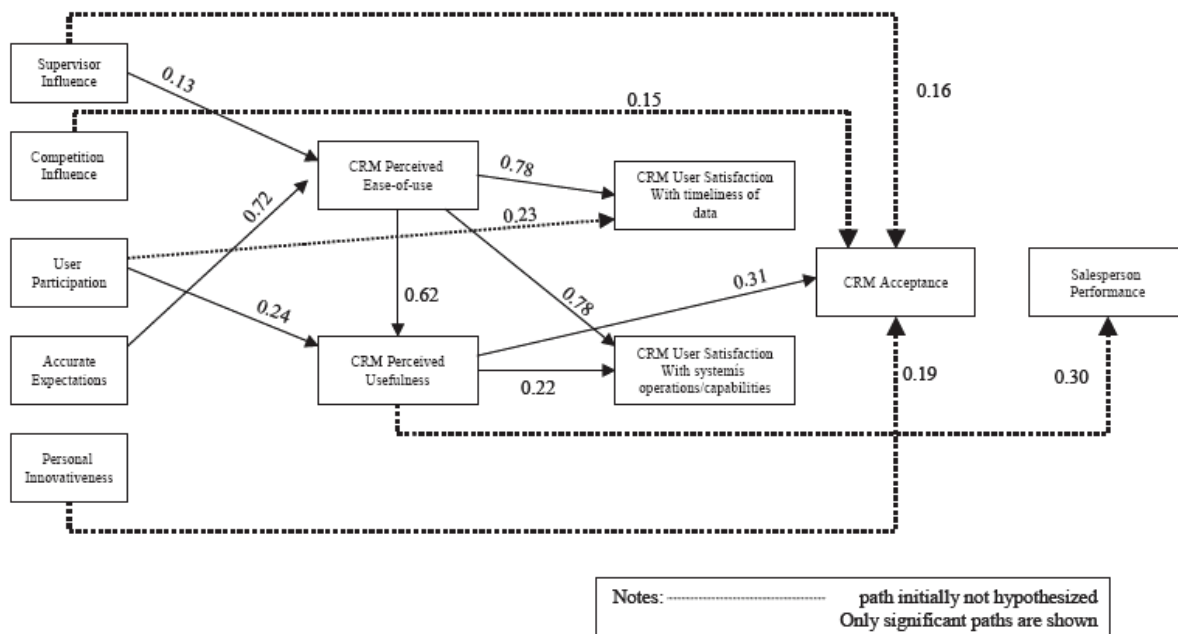 Supervisor
Influence
0.13
0.15
0.16
Competition
Influence
CRM Perceived
Ease-of-use
0.78
CRM User Satisfaction
With timeliness of
data
0.72
0.23
User
Participation
0.24
0.62
0.78
0.31
CRM Acceptance
Salesperson
Performance
Accurate
Expectations
CRM Perceived
Usefulness
0.22
CRM User Satisfaction
With systemís
operations/capabilities
0.19
0.30
Personal
Innovativeness
Notes: path initially not hypothesized
Only significant paths are shown